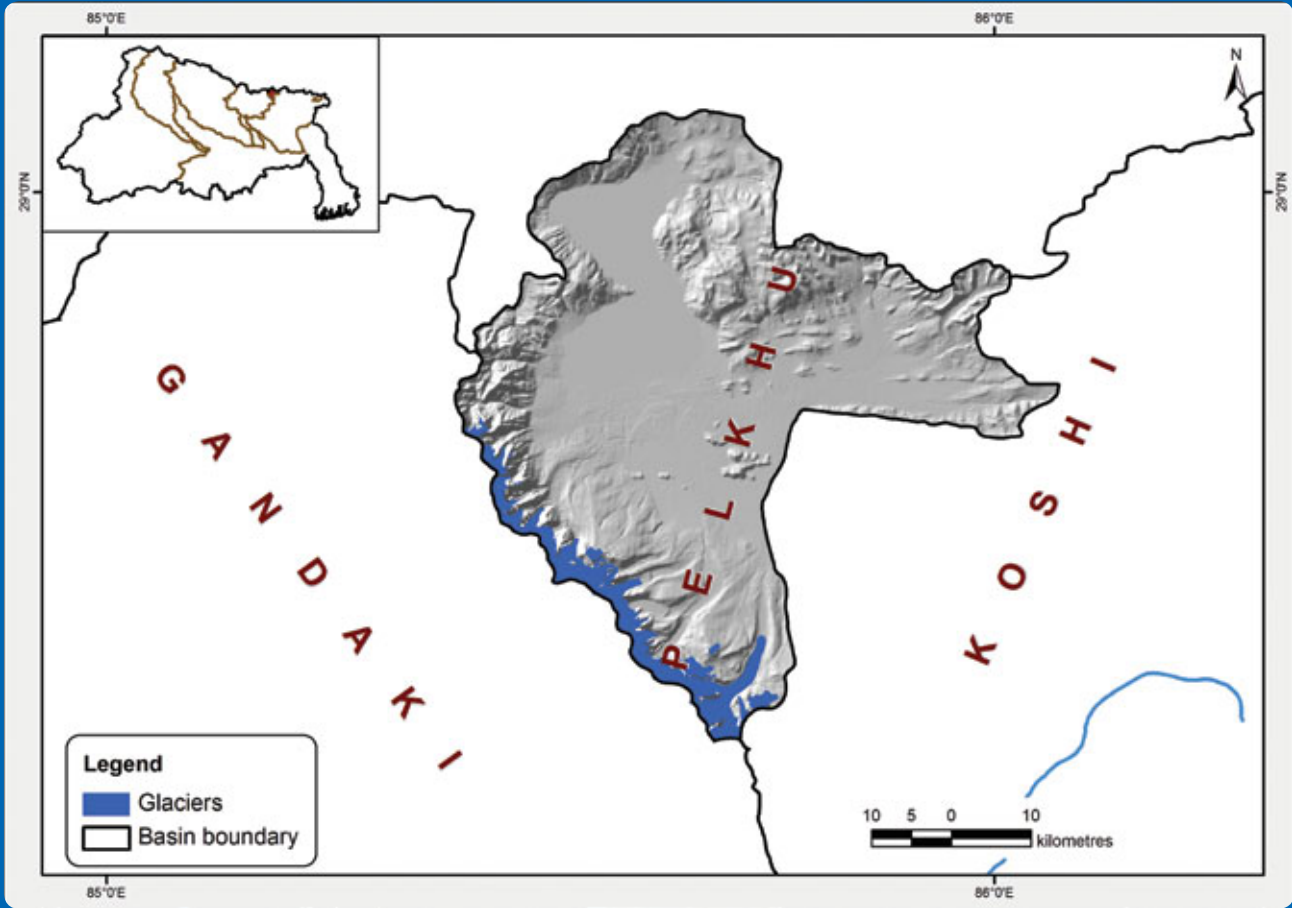 85°0'E 86°0'E
N
29°0'N 29°0'N
GANDAKI
PELKHU
KOSHI
Legend
Glaciers
Basin boundary
10 5 0 10
kilometres
85°0'E 86°0'E